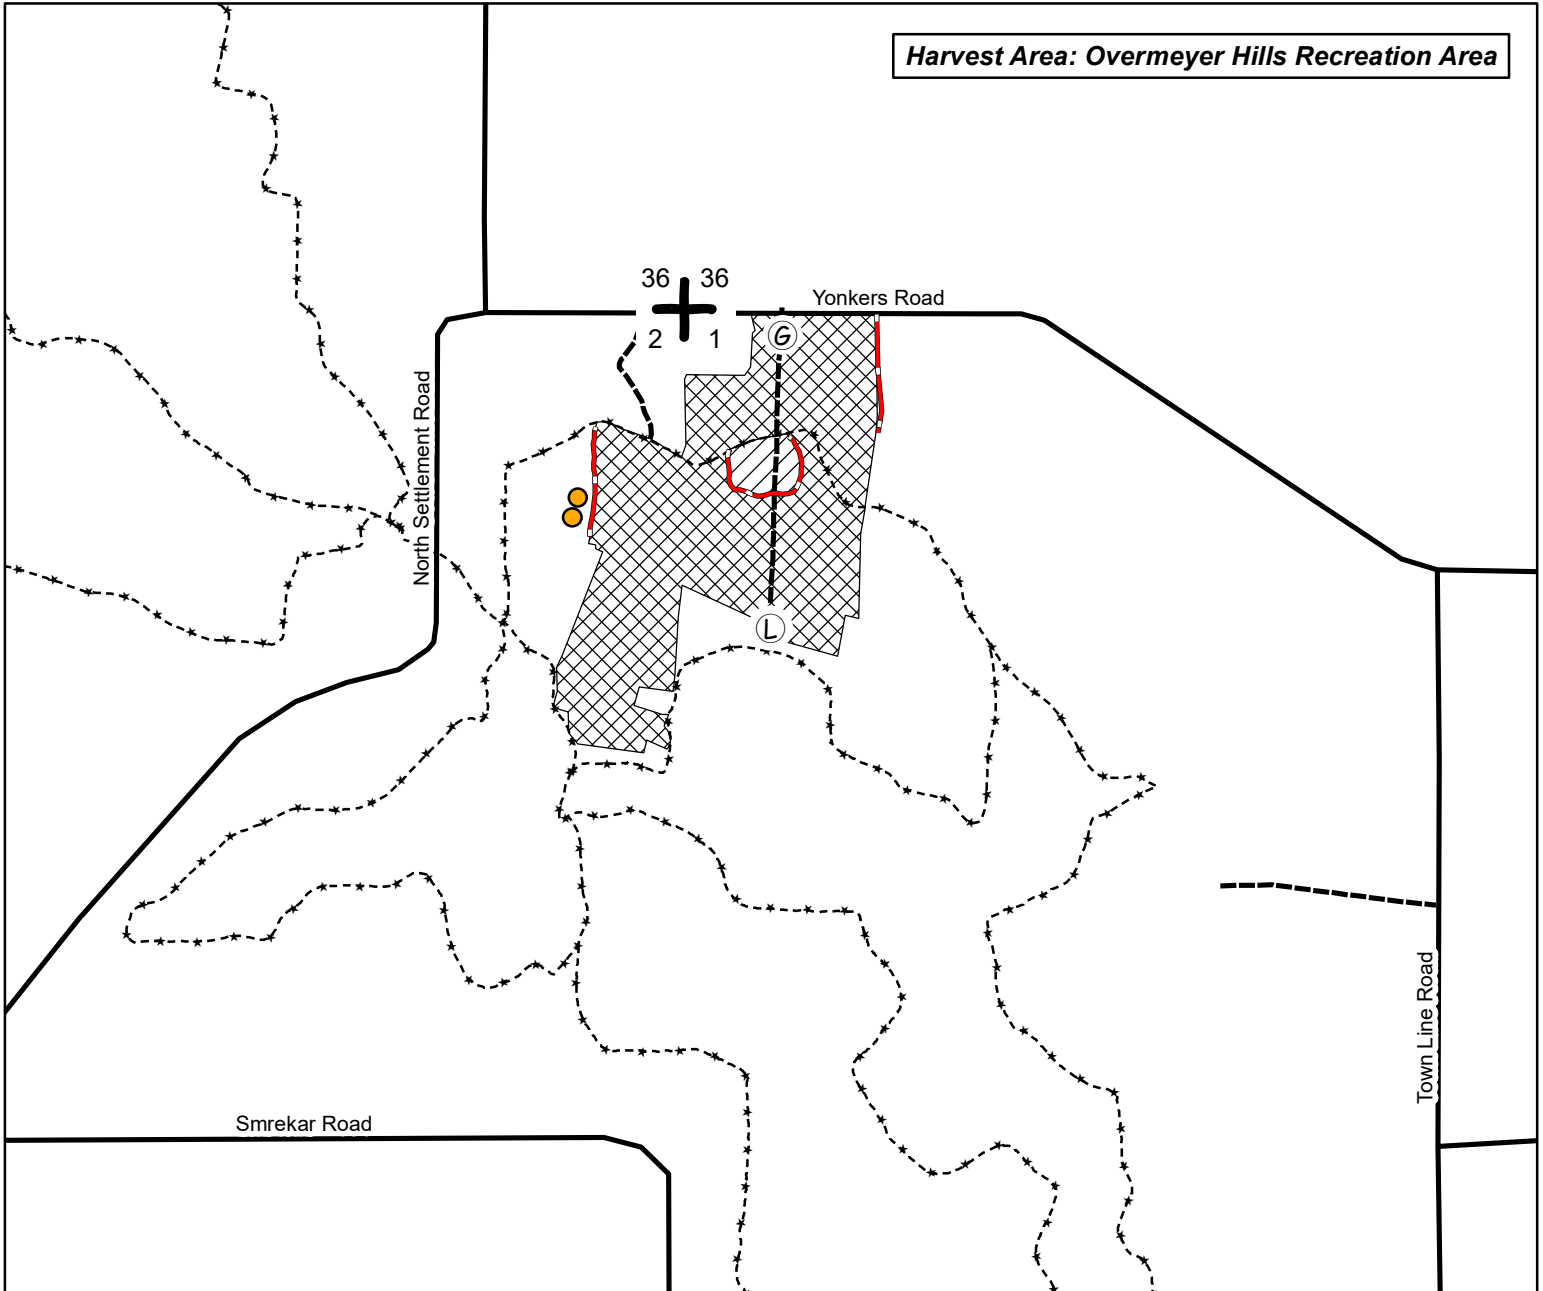 Harvest Area: Overmeyer Hills Recreation Area
36 36
Yonkers Road
2 1
G
North Settlement Road
L
Town Line Road
Smrekar Road